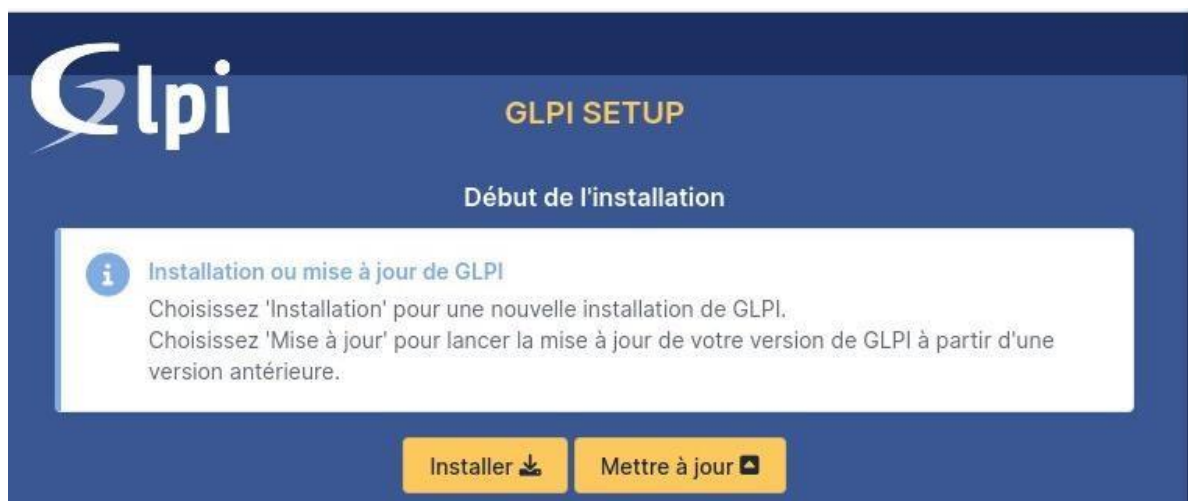 Glpi
GLPI SETUP
Début de l'installation
Installation ou mise à jour de GLPI
Choisissez 'Installation' pour une nouvelle installation de GLPI.
Choisissez 'Mise à jour' pour lancer la mise à jour de votre version de GLPI à partir d'une
version antérieure.
Installer
Mettre à jour